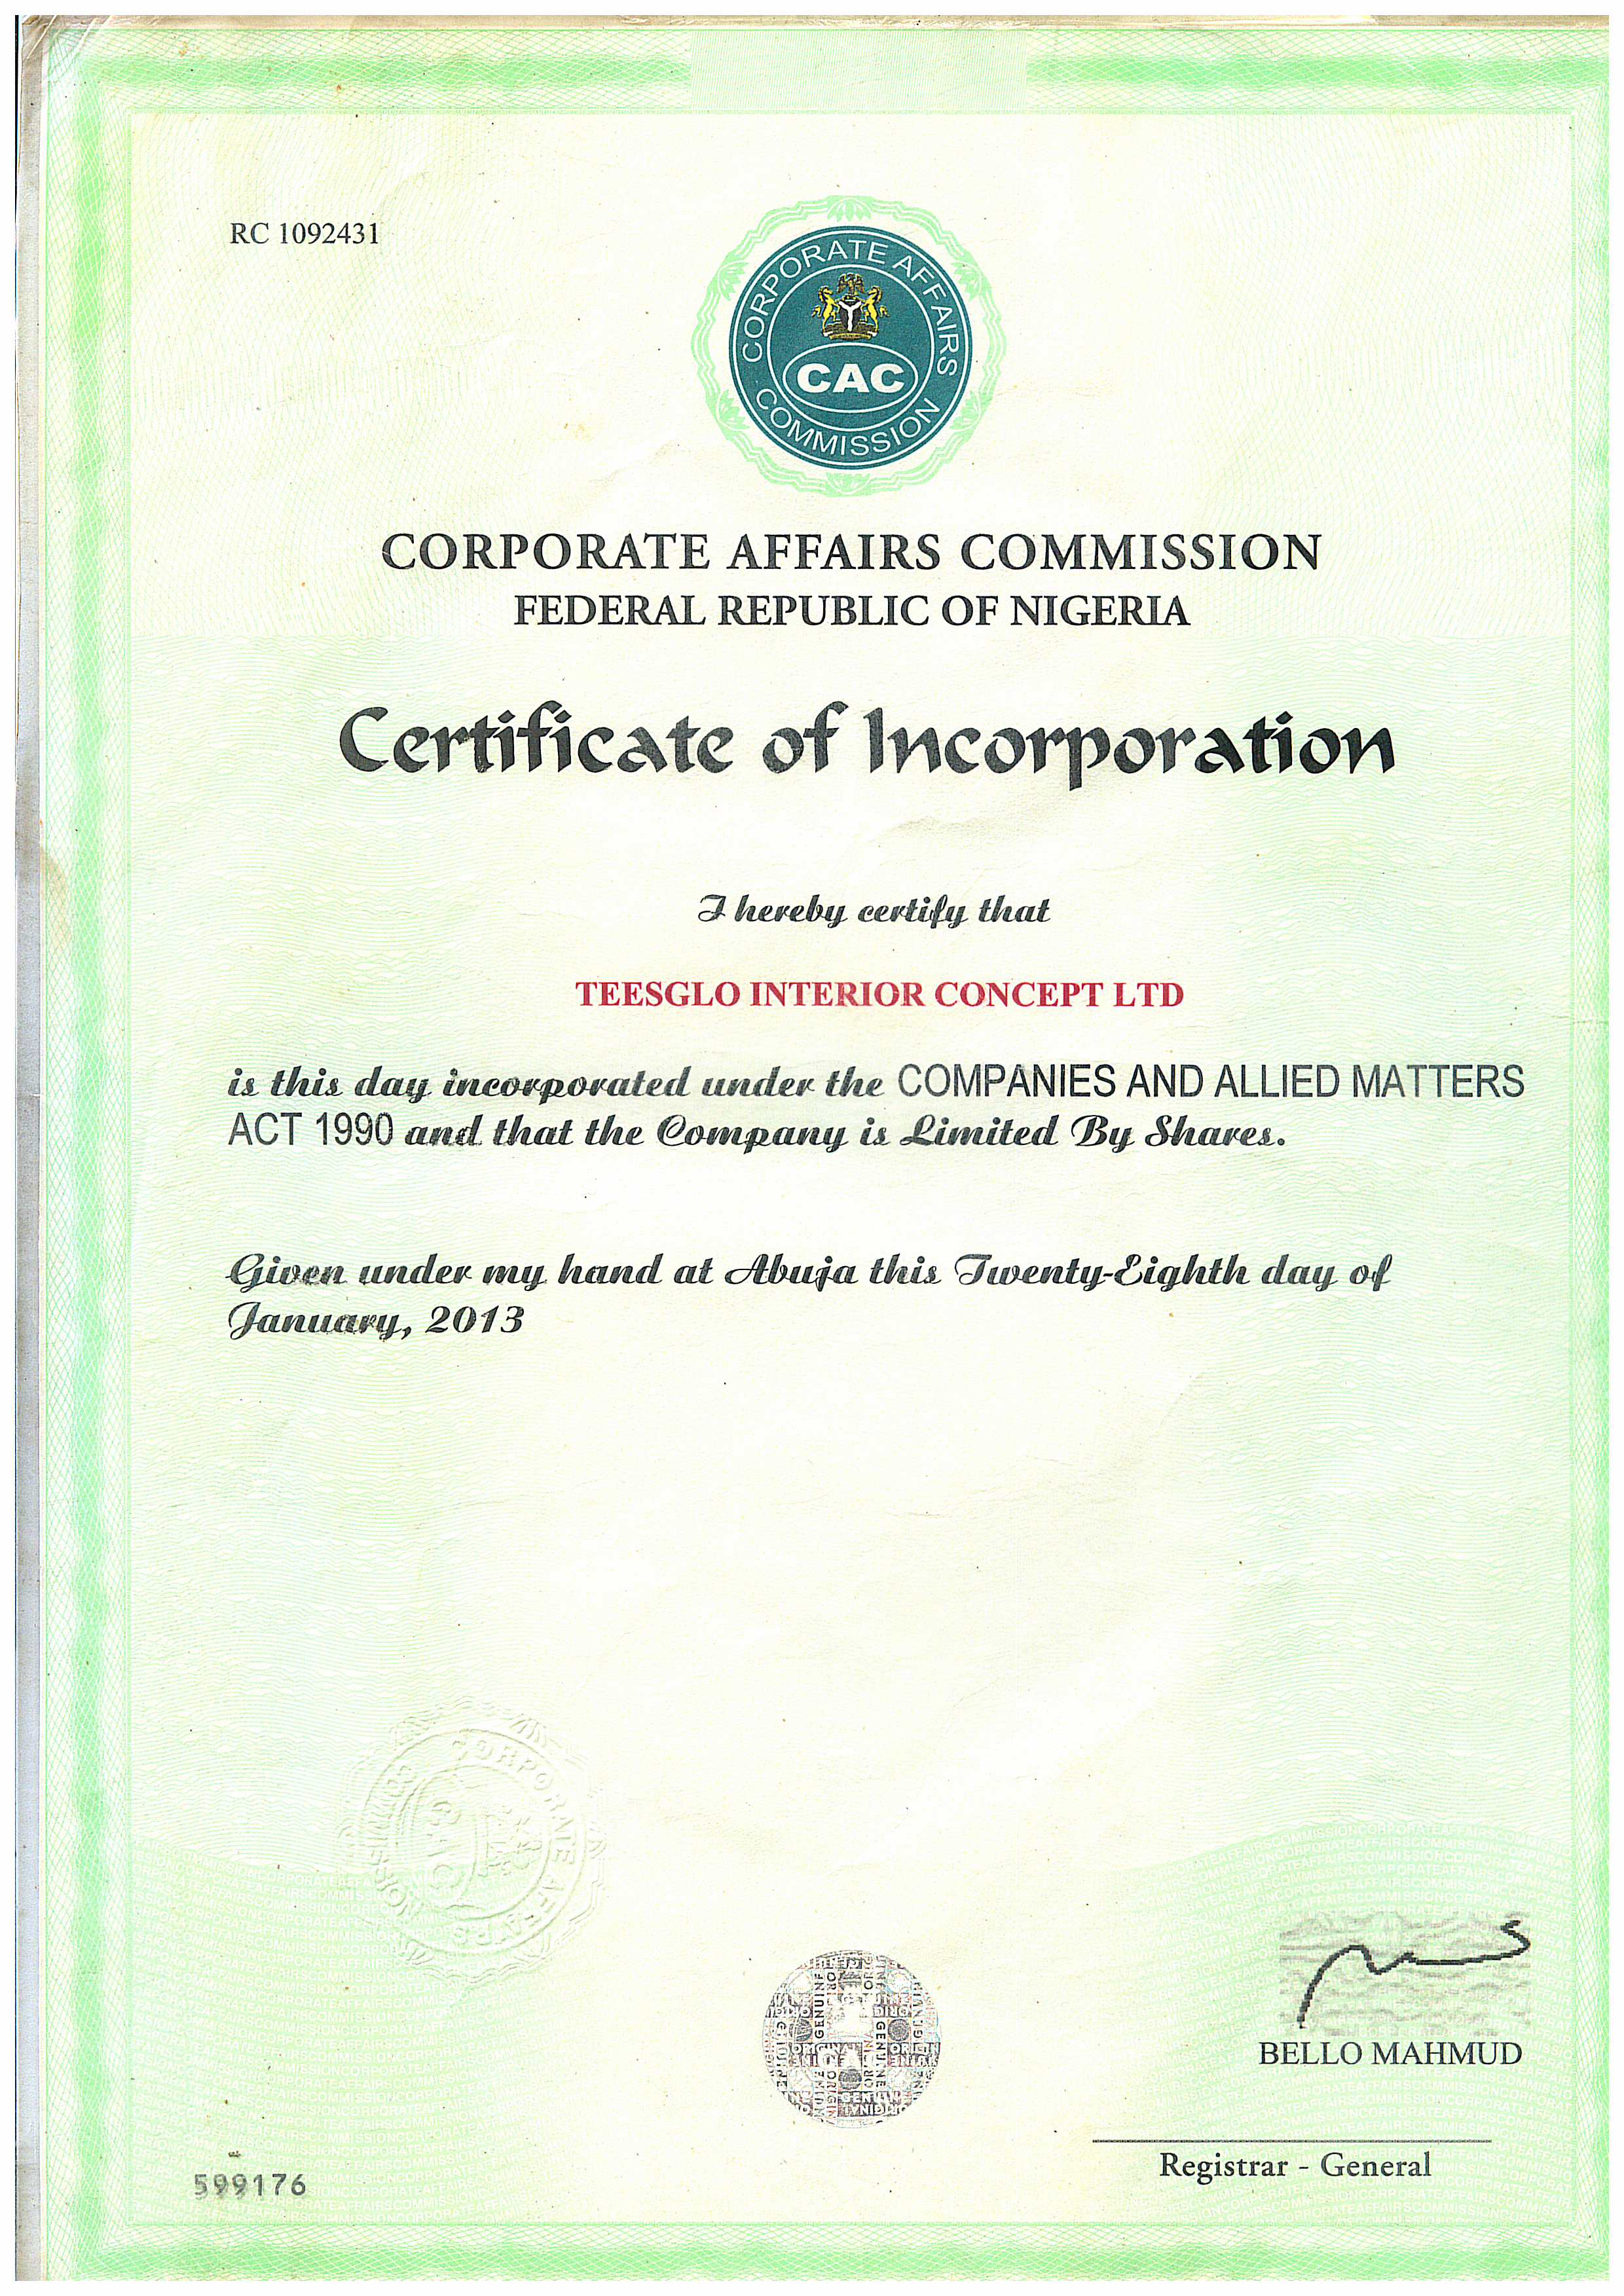 RC 1092431
CORPORATE AFFAIRS COMMISSION
CAC
CORPORATE AFFAIRS COMMISSION
FEDERAL REPUBLIC OF NIGERIA
Certificate of Incorporation
I hereby certify that
TEESGLO INTERIOR CONCEPT LTD
is this day incorporated under the COMPANIES AND ALLIED MATTERS
ACT 1990 and that the Company is Limited By Shares.
Given under my hand at Abuja this Twenty-Eighth day of
January, 2013
CORPORATE AFFAIRS COMMISSION
CAC
GENUINE
ORIGINAL
BELLO MAHMUD
Registrar - General
599176